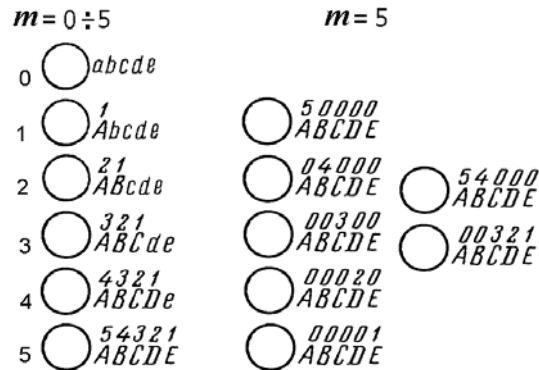 m = 0÷5
0 abcde
1
1 Abcde
21
2 ABcde
321
3 ABCde
4321
4 ABCDe
54321
5 ABCDE
m = 5
50000
ABCDE
04000
ABCDE
00300
ABCDE
00020
ABCDE
00001
ABCDE
54000
ABCDE
00321
ABCDE